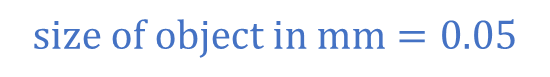 size of object in mm = 0.05